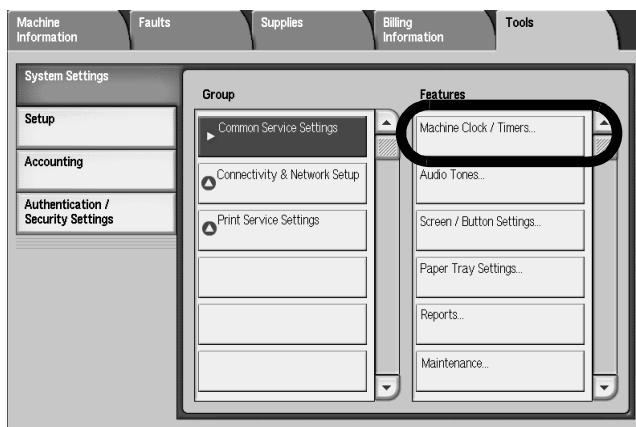 Machine
Information
Faults
Supplies
Billing
Information
Tools
System Settings
Setup
Accounting
Authentication /
Security Settings
Group
Common Service Settings
Connectivity & Network Setup
Print Service Settings
Features
Machine Clock / Timers...
Audio Tones...
Screen / Button Settings...
Paper Tray Settings...
Reports...
Maintenance...